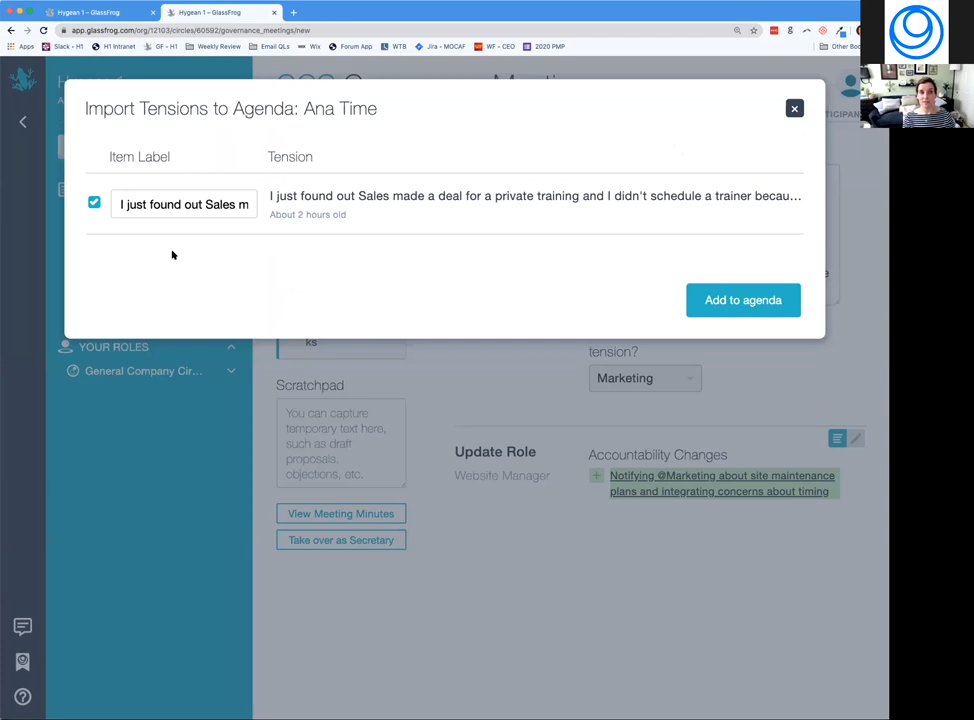 Hygean 1 – GlassFrog
Hygean 1 – GlassFrog
app.glassfrog.com/org/12103/circles/60592/governance_meetings/new
Apps
Slack - H1
H1 Intranet
GF - H1
Weekly Review
Email QLs
Forum App
WTB
Jira - MOCAF
WF - CEO
2020 PMP
Other Boo
Import Tensions to Agenda: Ana Time
Item Label
Tension
I just found out Sales m
I just found out Sales made a deal for a private training and I didn't schedule a trainer becau...
About 2 hours old
Add to agenda
YOUR ROLES
General Company Cir...
ks
Scratchpad
You can capture
temporary text here,
such as draft
proposals.
objections, etc.
View Meeting Minutes
Take over as Secretary
tension?
Marketing
Update Role
Website Manager
Accountability Changes
Notifying @Marketing about site maintenance
plans and integrating concerns about timing